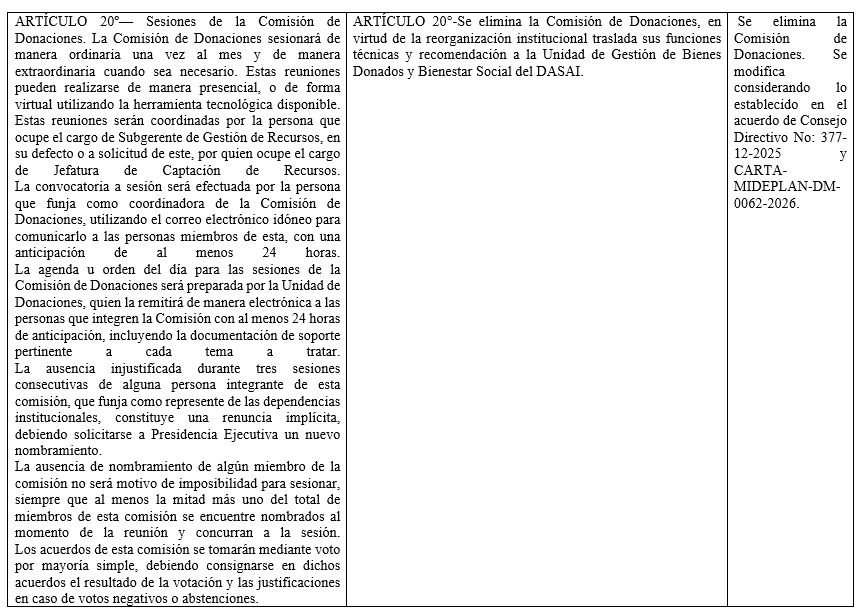 ARTÍCULO 20º— Sesiones de la Comisión de
Donaciones. La Comisión de Donaciones sesionará de
manera ordinaria una vez al mes y de manera
extraordinaria cuando sea necesario. Estas reuniones
pueden realizarse de manera presencial, o de forma
virtual utilizando la herramienta tecnológica disponible.
Estas reuniones serán coordinadas por la persona que
ocupe el cargo de Subgerente de Gestión de Recursos, en
su defecto o a solicitud de este, por quien ocupe el cargo
de Jefatura de Captación de Recursos.
La convocatoria a sesión será efectuada por la persona
que funja como coordinadora de la Comisión de
Donaciones, utilizando el correo electrónico idóneo para
comunicarlo a las personas miembros de esta, con una
anticipación de al menos 24 horas.
La agenda u orden del día para las sesiones de la
Comisión de Donaciones será preparada por la Unidad de
Donaciones, quien la remitirá de manera electrónica a las
personas que integren la Comisión con al menos 24 horas
de anticipación, incluyendo la documentación de soporte
pertinente a cada tema a tratar.
La ausencia injustificada durante tres sesiones
consecutivas de alguna persona integrante de esta
comisión, que funja como represente de las dependencias
institucionales, constituye una renuncia implícita,
debiendo solicitarse a Presidencia Ejecutiva un nuevo
nombramiento.
La ausencia de nombramiento de algún miembro de la
comisión no será motivo de imposibilidad para sesionar,
siempre que al menos la mitad más uno del total de
miembros de esta comisión se encuentre nombrados al
momento de la reunión y concurran a la sesión.
Los acuerdos de esta comisión se tomarán mediante voto
por mayoría simple, debiendo consignarse en dichos
acuerdos el resultado de la votación y las justificaciones
en caso de votos negativos o abstenciones.
ARTÍCULO 20°-Se elimina la Comisión de Donaciones, en
virtud de la reorganización institucional traslada sus funciones
técnicas y recomendación a la Unidad de Gestión de Bienes
Donados y Bienestar Social del DASAI.
Se elimina la
Comisión de
Donaciones. Se
modifica
considerando lo
establecido en el
acuerdo de Consejo
Directivo No: 377-
12-2025 y
CARTA-
MIDEPLAN-DM-
0062-2026.